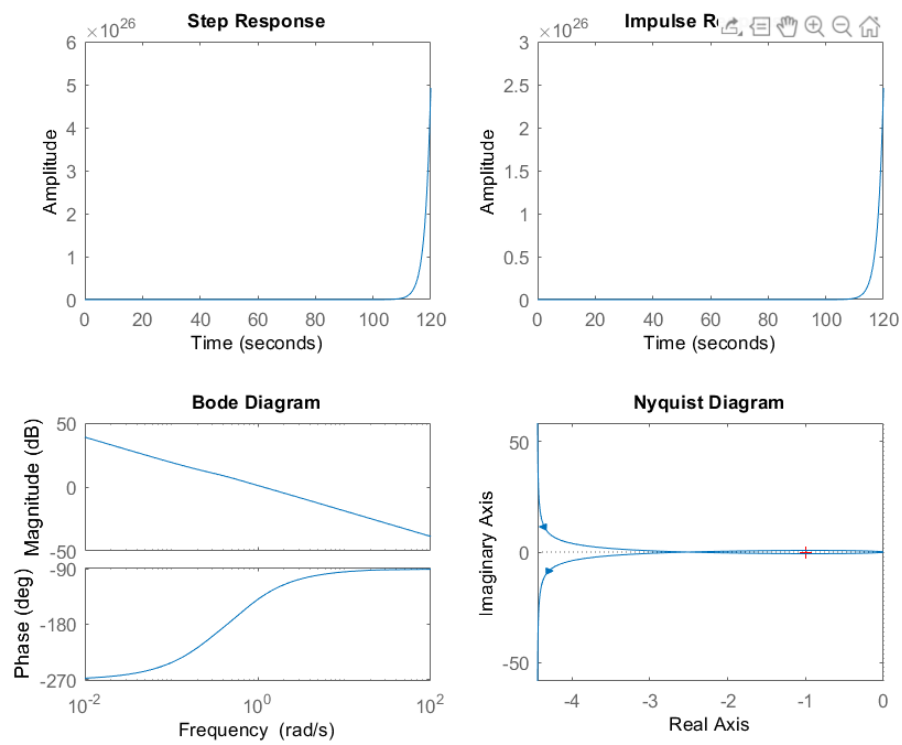 Step Response
×10^26
6
5
4
3
2
1
0
Amplitude
0 20 40 60 80 100 120
Time (seconds)
Impulse
×10^26
3
2.5
2
1.5
1
0.5
0
Amplitude
0 20 40 60 80 100 120
Time (seconds)
Bode Diagram
50
0
-50
Magnitude (dB)
-90
-180
-270
Phase (deg)
10^-2 10^0 10^2
Frequency (rad/s)
Nyquist Diagram
50
0
-50
Imaginary Axis
-4 -3 -2 -1 0
Real Axis